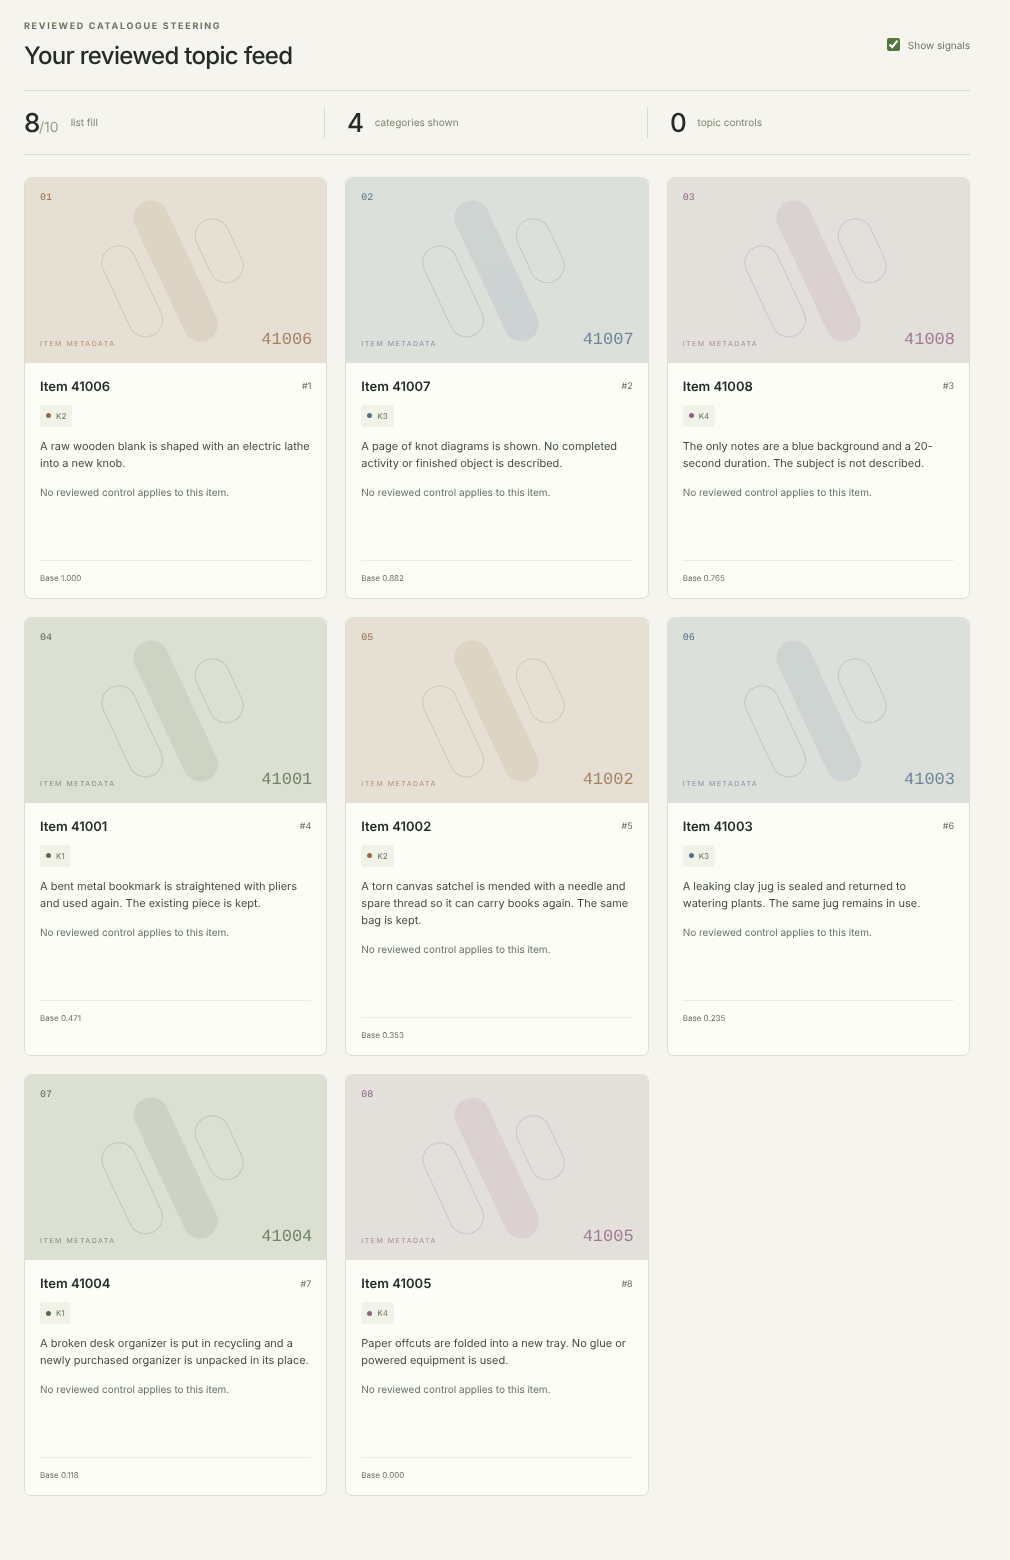 REVIEWED CATALOGUE STEERING
Your reviewed topic feed
Show signals
8/10 list fill
4 categories shown
0 topic controls
01
ITEM METADATA
41006
Item 41006
#1
K2
A raw wooden blank is shaped with an electric lathe
into a new knob.
No reviewed control applies to this item.
Base 1.000
02
ITEM METADATA
41007
Item 41007
#2
K3
A page of knot diagrams is shown. No completed
activity or finished object is described.
No reviewed control applies to this item.
Base 0.882
03
ITEM METADATA
41008
Item 41008
#3
K4
The only notes are a blue background and a 20-
second duration. The subject is not described.
No reviewed control applies to this item.
Base 0.765
04
ITEM METADATA
41001
Item 41001
#4
K1
A bent metal bookmark is straightened with pliers
and used again. The existing piece is kept.
No reviewed control applies to this item.
Base 0.471
05
ITEM METADATA
41002
Item 41002
#5
K2
A torn canvas satchel is mended with a needle and
spare thread so it can carry books again. The same
bag is kept.
No reviewed control applies to this item.
Base 0.353
06
ITEM METADATA
41003
Item 41003
#6
K3
A leaking clay jug is sealed and returned to
watering plants. The same jug remains in use.
No reviewed control applies to this item.
Base 0.235
07
ITEM METADATA
41004
Item 41004
#7
K1
A broken desk organizer is put in recycling and a
newly purchased organizer is unpacked in its place.
No reviewed control applies to this item.
Base 0.118
08
ITEM METADATA
41005
Item 41005
#8
K4
Paper offcuts are folded into a new tray. No glue or
powered equipment is used.
No reviewed control applies to this item.
Base 0.000